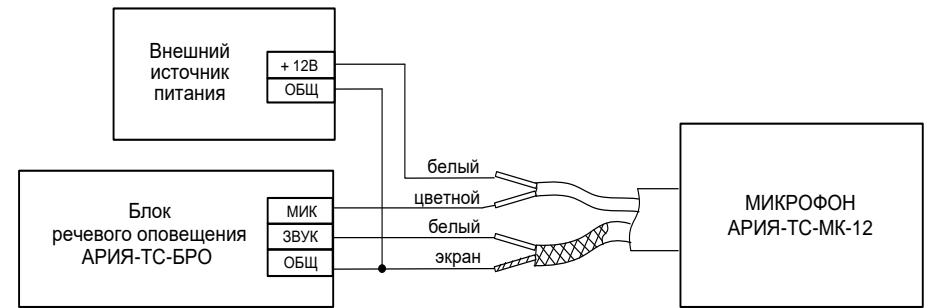 Внешний
источник
питания
+ 12В
ОБЩ
белый
цветной
белый
экран
Блок
речевого оповещения
АРИЯ-ТС-БРО
МИК
ЗВУК
ОБЩ
МИКРОФОН
АРИЯ-ТС-МК-12